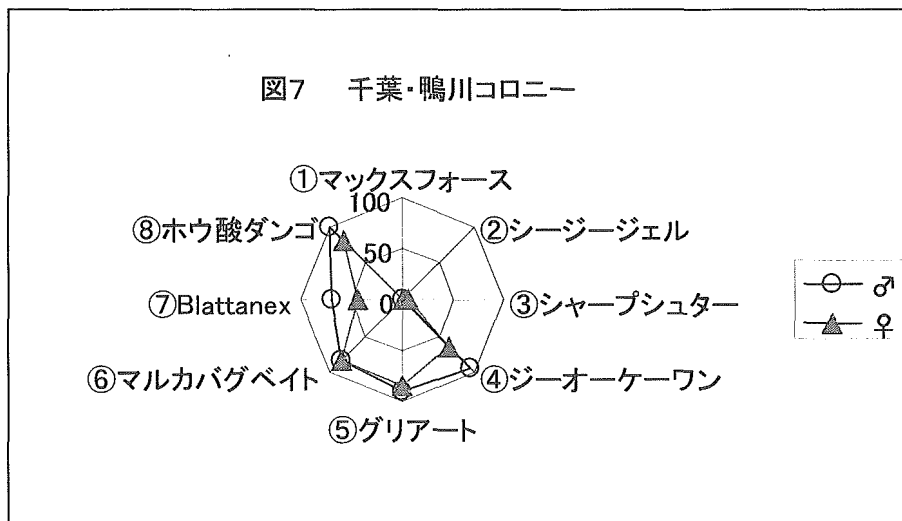 図7 千葉・鴨川コロニー
①マックスフォース
100
⑧ホウ酸ダンゴ
②シージージェル
50
⑦Blattanex
0
③シャープシュター
⑥マルカバグベイト
④ジーオーケーワン
⑤グリアート
♂
♀